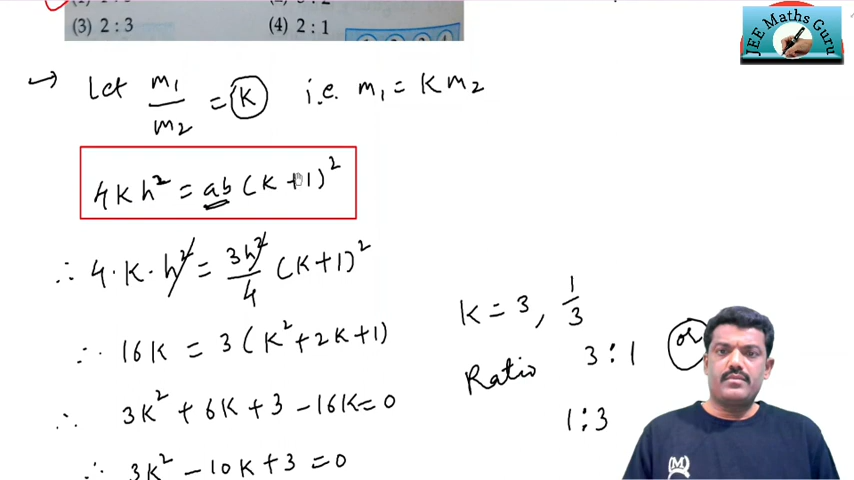 (3) 2 : 3 (4) 2 : 1
JEE Maths Guru
→ Let m₁/m₂ = K i.e. m₁ = K m₂
4Kh² = ab (K+1)²
∴ 4·K·h² = 3h²/4 (K+1)²
∴ 16K = 3 (K²+2K+1)
∴ 3K² + 6K + 3 − 16K = 0
∴ 3K² − 10K + 3 = 0
K = 3, 1/3
Ratio 3 : 1 or
1 : 3
(M)